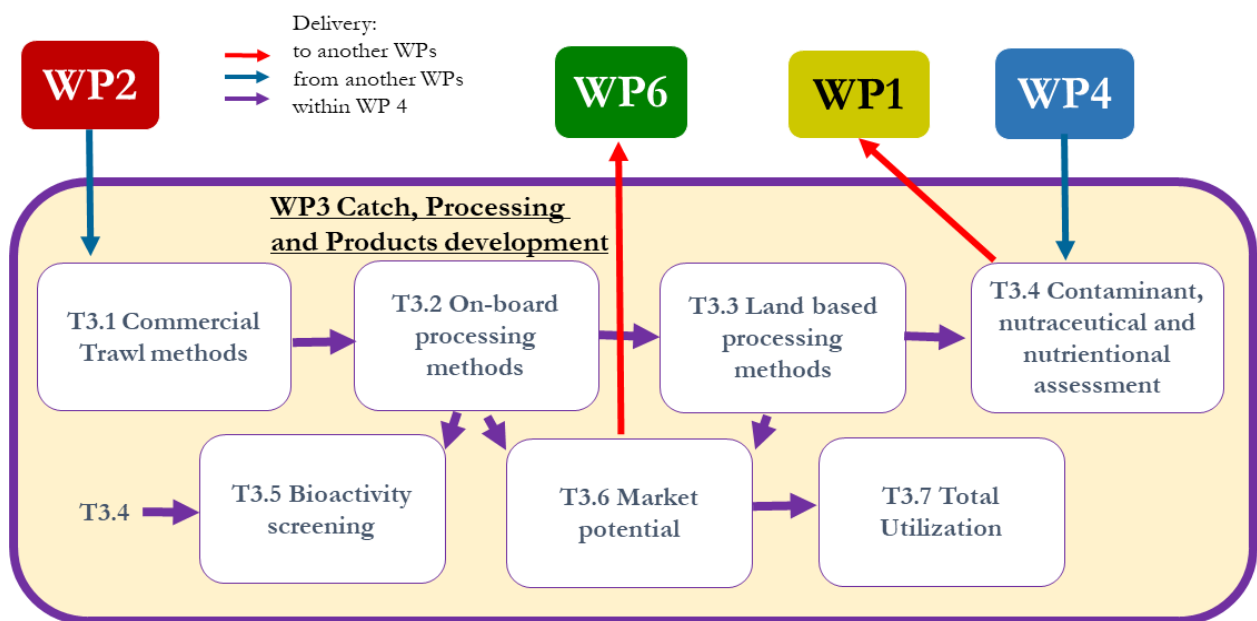 Delivery:
to another WPs
from another WPs
within WP 4
WP2
WP6
WP1
WP4
WP3 Catch, Processing
and Products development
T3.1 Commercial
Trawl methods
T3.2 On-board
processing
methods
T3.3 Land based
processing
methods
T3.4 Contaminant,
nutraceutical and
nutrientional
assessment
T3.4
T3.5 Bioactivity
screening
T3.6 Market
potential
T3.7 Total
Utilization